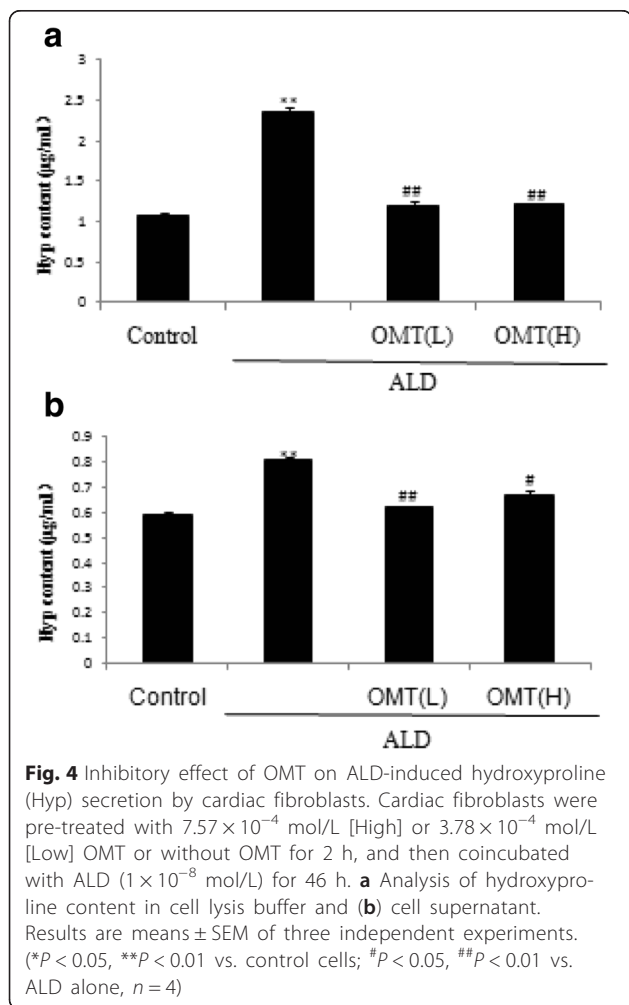 a
3
2.5
2
1.5
1
0.5
0
Hyp content (μg/mL)
**
##
##
Control
OMT(L)
OMT(H)
ALD
b
0.9
0.8
0.7
0.6
0.5
0.4
0.3
0.2
0.1
0
Hyp content (μg/mL)
**
##
#
Control
OMT(L)
OMT(H)
ALD
Fig. 4 Inhibitory effect of OMT on ALD-induced hydroxyproline
(Hyp) secretion by cardiac fibroblasts. Cardiac fibroblasts were
pre-treated with 7.57 × 10⁻⁴ mol/L [High] or 3.78 × 10⁻⁴ mol/L
[Low] OMT or without OMT for 2 h, and then coincubated
with ALD (1 × 10⁻⁸ mol/L) for 46 h. a Analysis of hydroxypro-
line content in cell lysis buffer and (b) cell supernatant.
Results are means ± SEM of three independent experiments.
(*P < 0.05, **P < 0.01 vs. control cells; #P < 0.05, ##P < 0.01 vs.
ALD alone, n = 4)